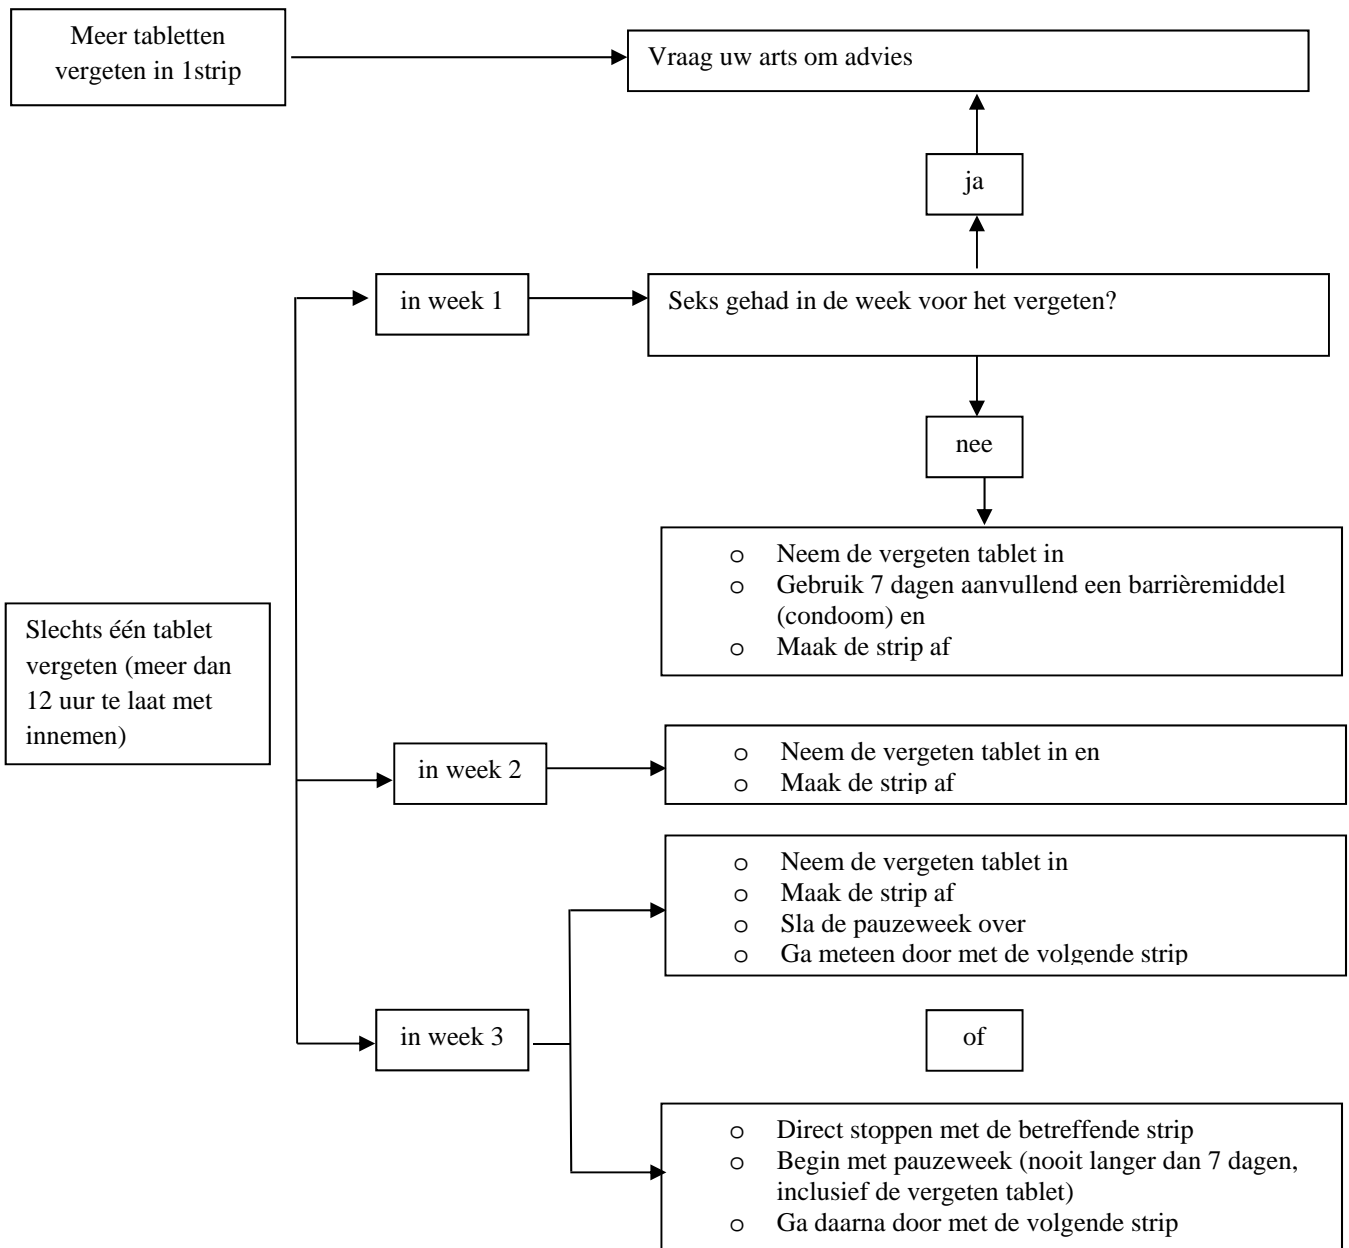 Meer tabletten
vergeten in 1strip
Vraag uw arts om advies
ja
in week 1
Seks gehad in de week voor het vergeten?
nee
o Neem de vergeten tablet in
o Gebruik 7 dagen aanvullend een barrièremiddel
(condoom) en
o Maak de strip af
Slechts één tablet
vergeten (meer dan
12 uur te laat met
innemen)
in week 2
o Neem de vergeten tablet in en
o Maak de strip af
o Neem de vergeten tablet in
o Maak de strip af
o Sla de pauzeweek over
o Ga meteen door met de volgende strip
in week 3
of
o Direct stoppen met de betreffende strip
o Begin met pauzeweek (nooit langer dan 7 dagen,
inclusief de vergeten tablet)
o Ga daarna door met de volgende strip